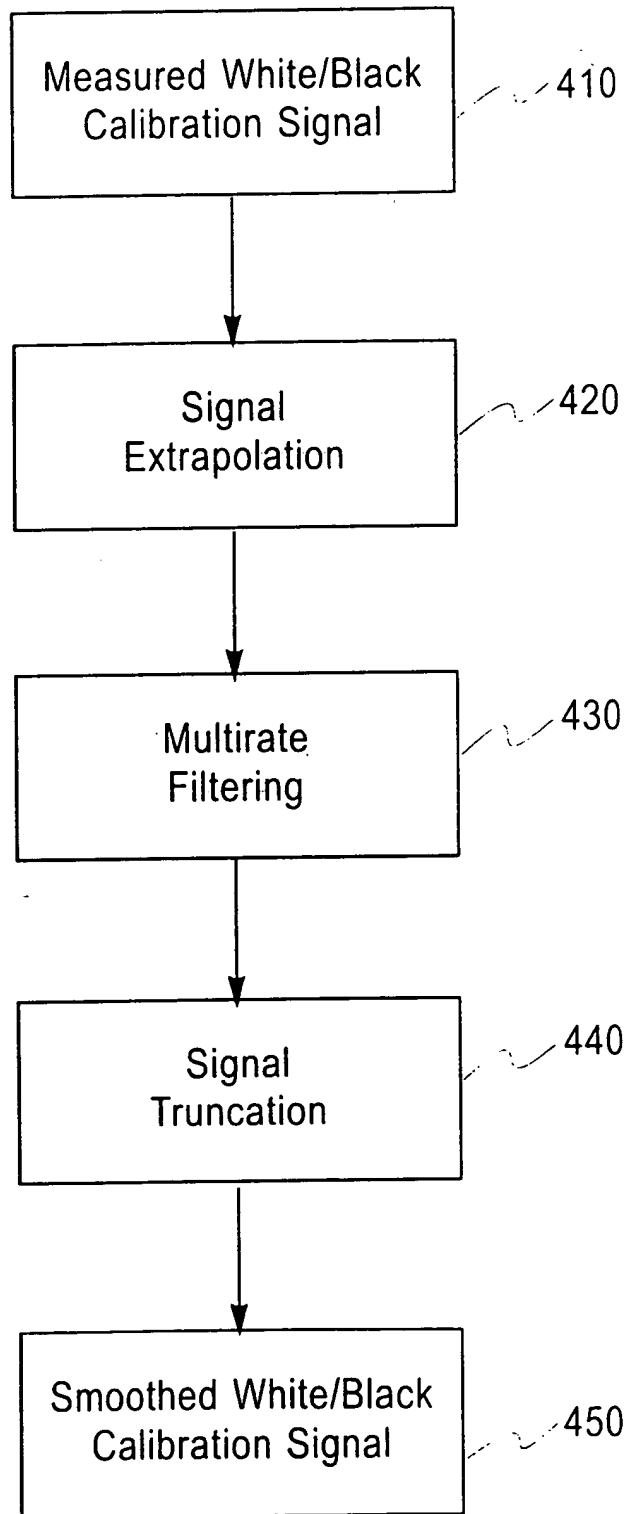 Measured White/Black
Calibration Signal
410
Signal
Extrapolation
420
Multirate
Filtering
430
Signal
Truncation
440
Smoothed White/Black
Calibration Signal
450